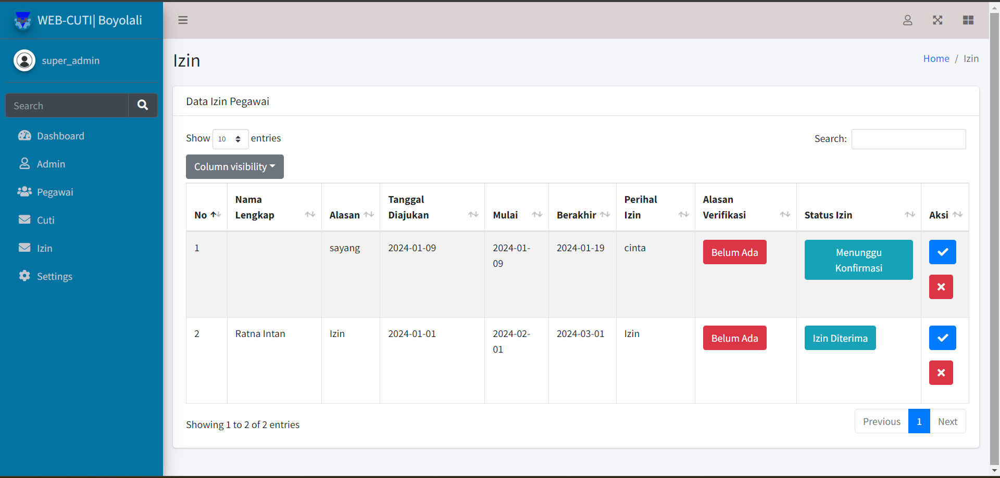 WEB-CUTI| Boyolali
super_admin
Search
Dashboard
Admin
Pegawai
Cuti
Izin
Settings
Izin
Home / Izin
Data Izin Pegawai
Show 10 entries
Search:
Column visibility
No
Nama
Lengkap
Alasan
Tanggal
Diajukan
Mulai
Berakhir
Perihal
Izin
Alasan
Verifikasi
Status Izin
Aksi
1
sayang
2024-01-09
2024-01-
09
2024-01-19
cinta
Belum Ada
Menunggu
Konfirmasi
2
Ratna Intan
Izin
2024-01-01
2024-02-
01
2024-03-01
Izin
Belum Ada
Izin Diterima
Showing 1 to 2 of 2 entries
Previous 1 Next